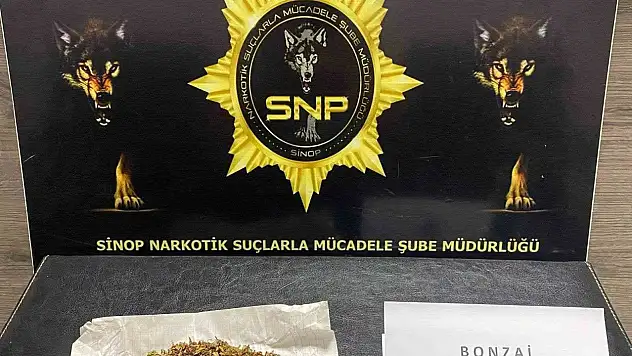 NARKOTİK SUÇLARLA MÜCADELE ŞUBE MÜDÜRLÜĞÜ
SNP
SİNOP
SİNOP NARKOTİK SUÇLARLA MÜCADELE ŞUBE MÜDÜRLÜĞÜ
BONZAİ